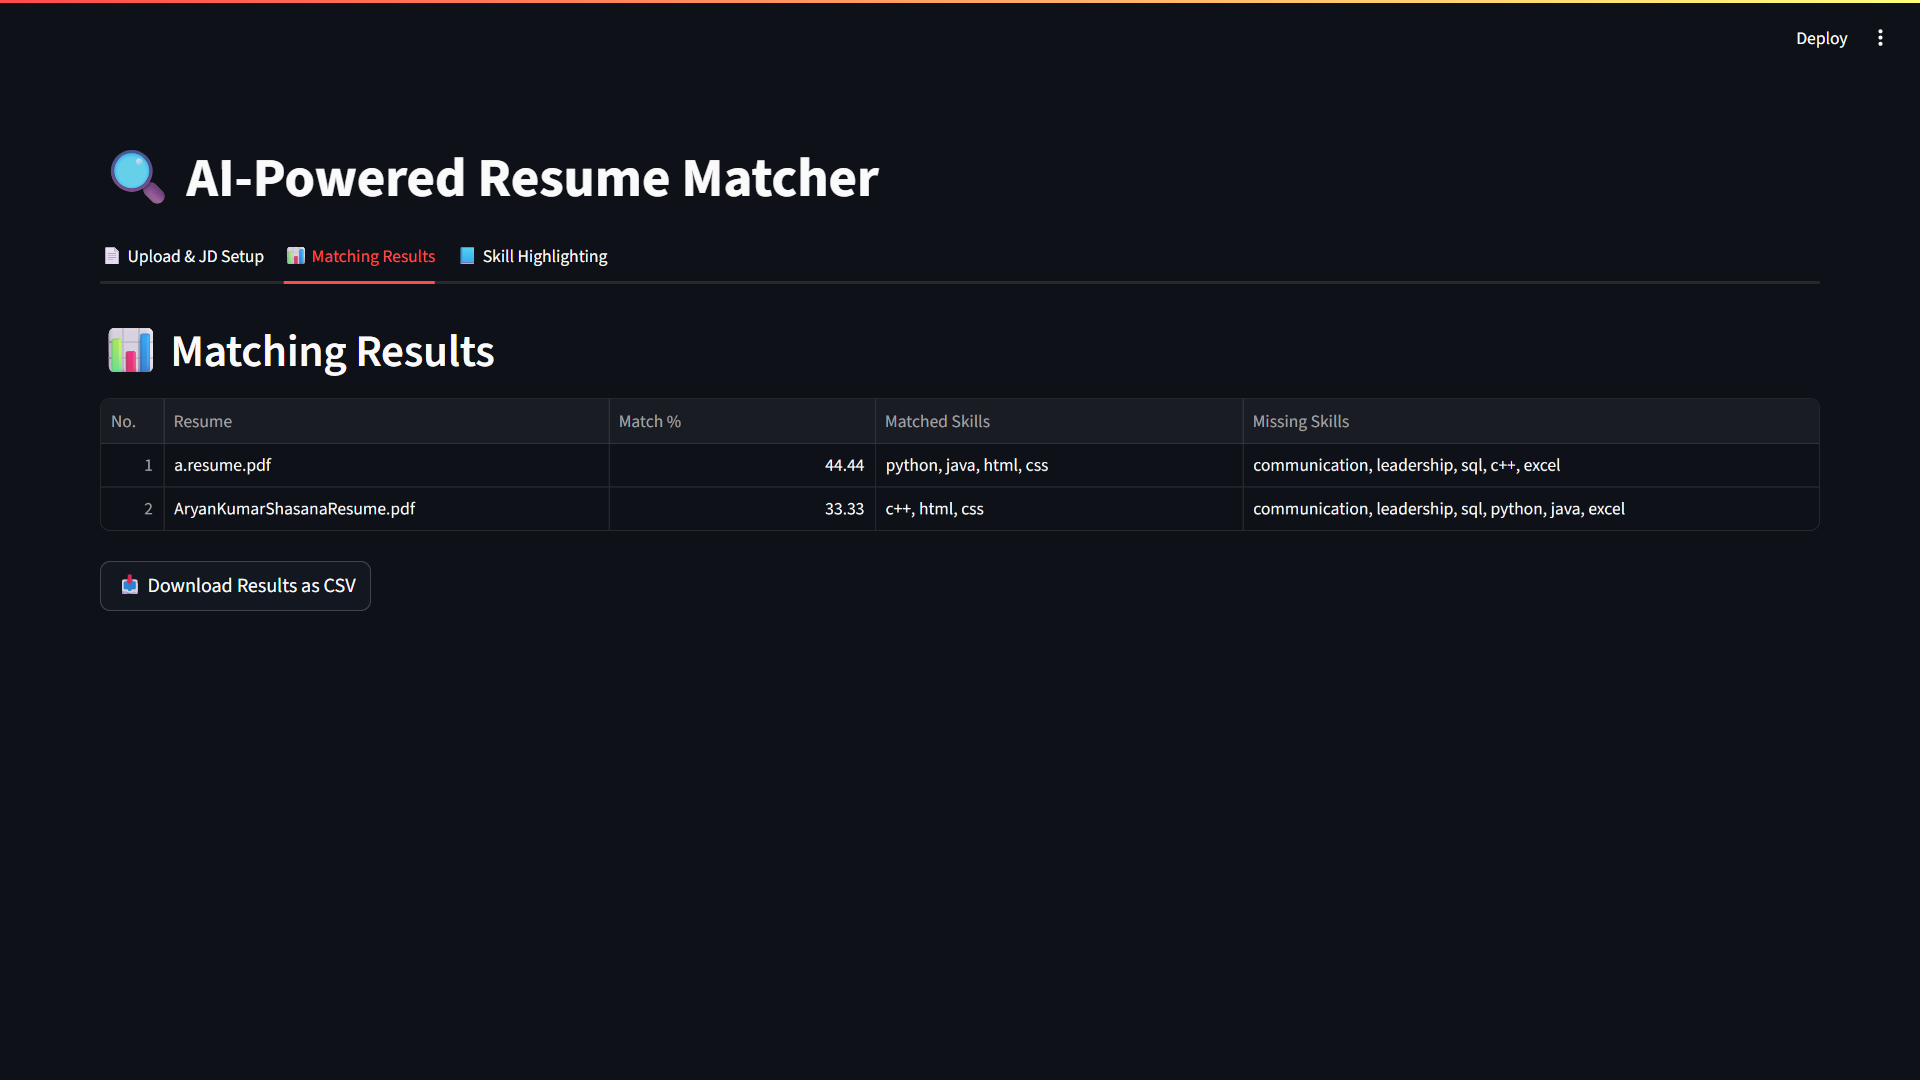 Deploy
AI-Powered Resume Matcher
Upload & JD Setup Matching Results Skill Highlighting
Matching Results
No. Resume Match % Matched Skills Missing Skills
1 a.resume.pdf 44.44 python, java, html, css communication, leadership, sql, c++, excel
2 AryanKumarShasanaResume.pdf 33.33 c++, html, css communication, leadership, sql, python, java, excel
Download Results as CSV